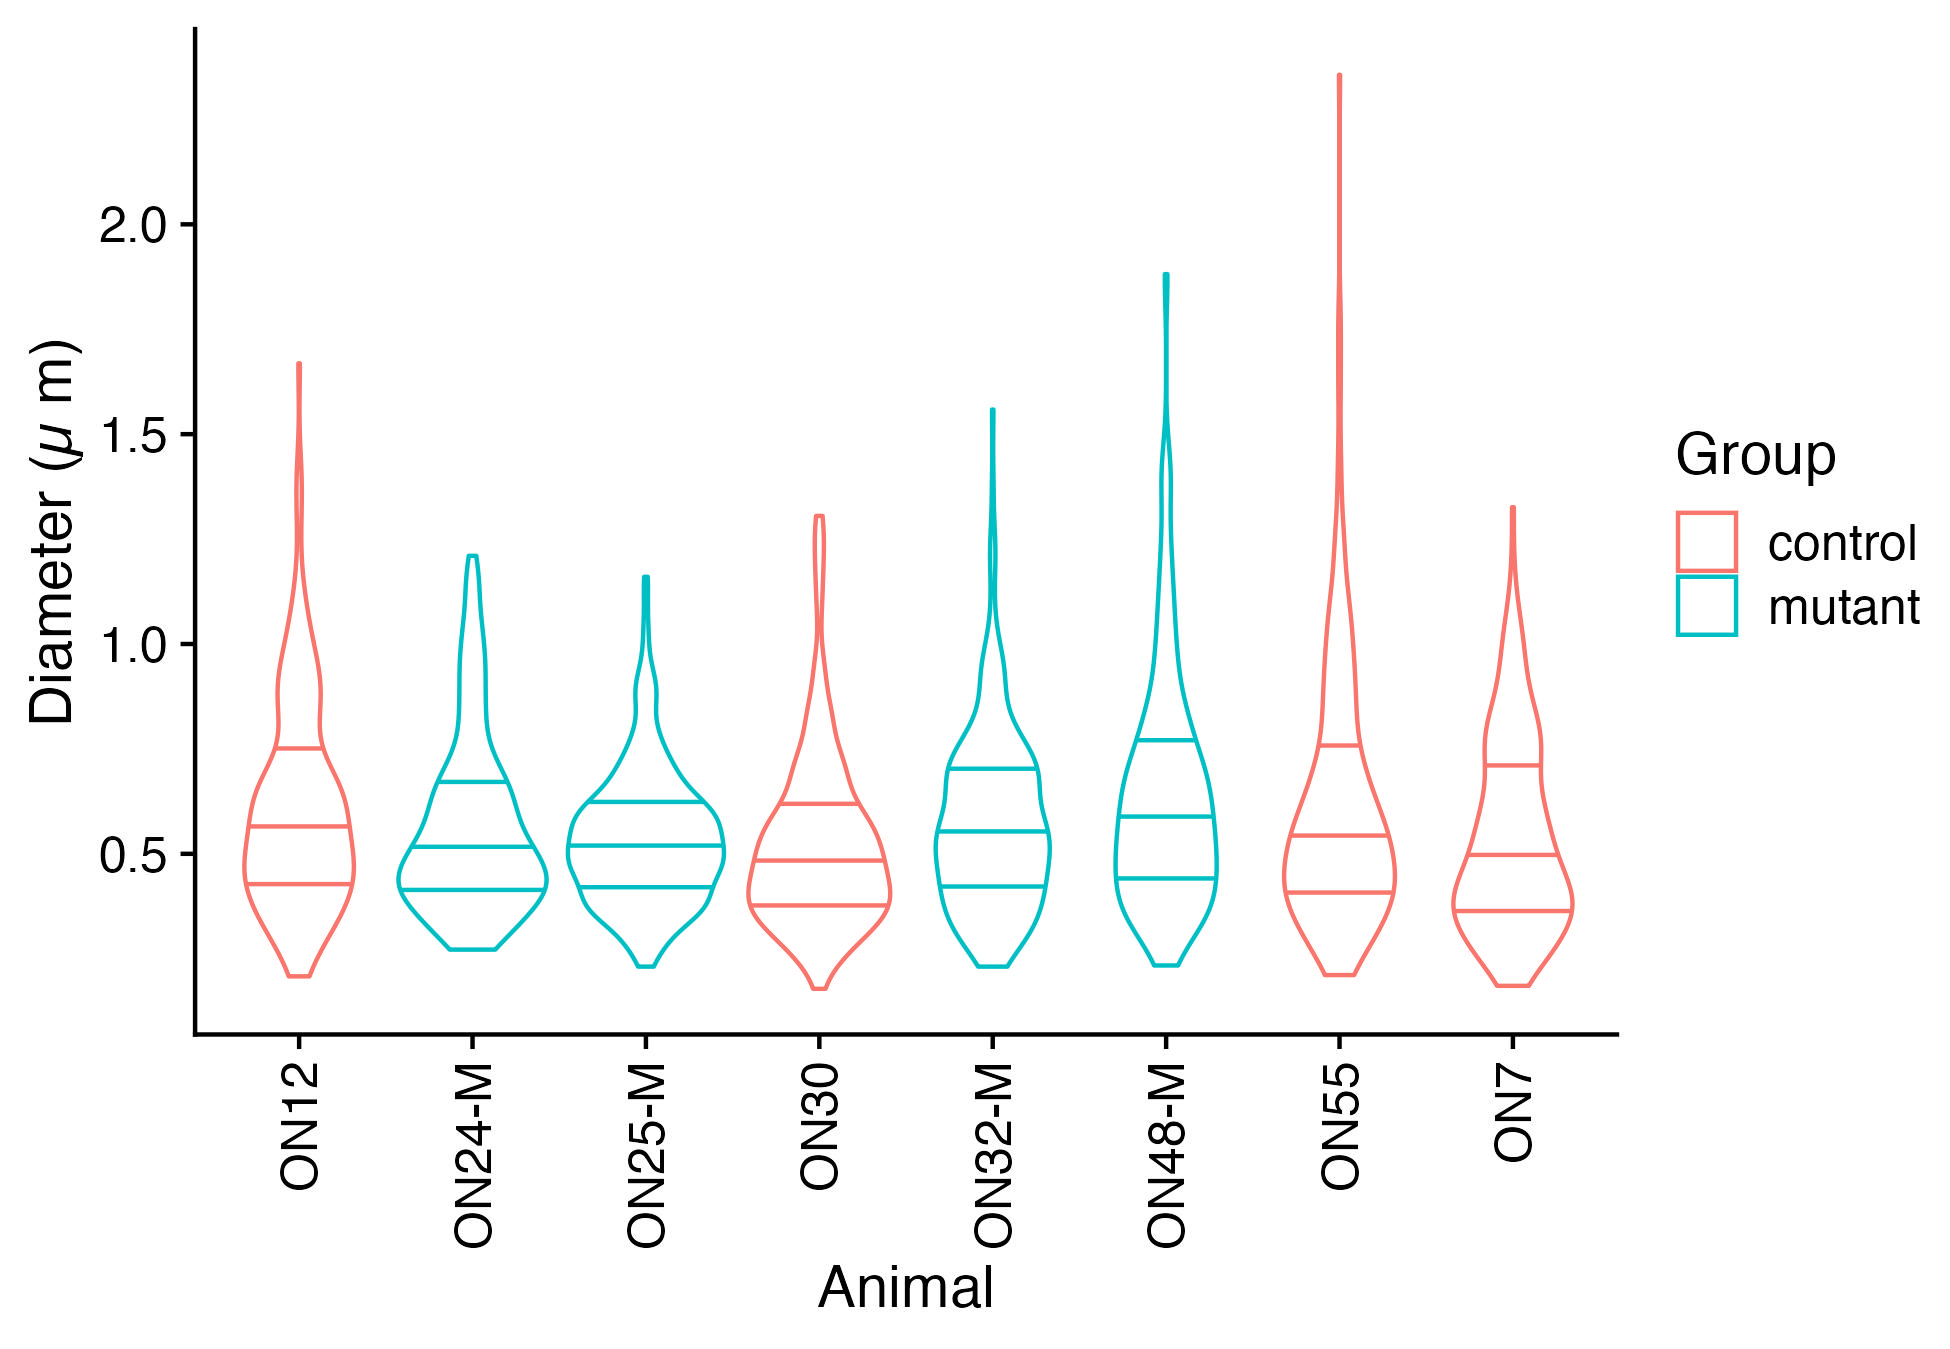 Diameter (μ m)
2.0
1.5
1.0
0.5
ON12
ON24-M
ON25-M
ON30
ON32-M
ON48-M
ON55
ON7
Animal
Group
control
mutant